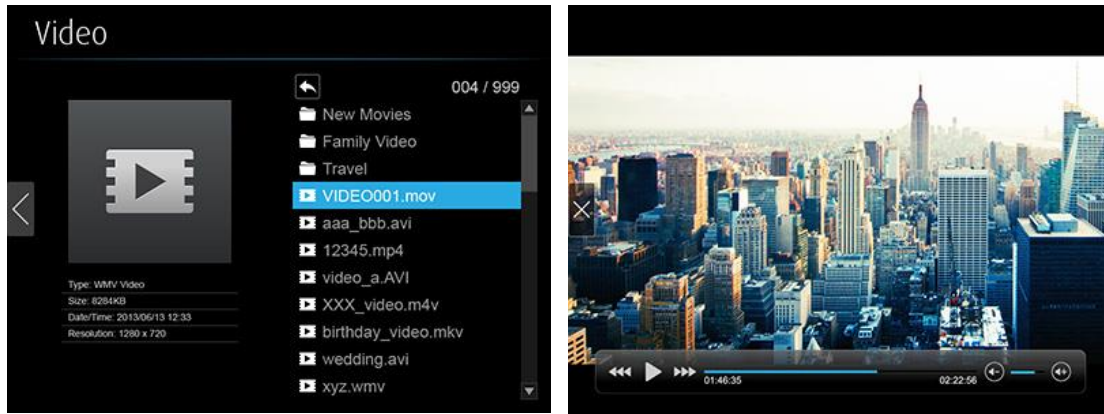 Video
004 / 999
New Movies
Family Video
Travel
VIDEO001.mov
aaa_bbb.avi
12345.mp4
video_a.AVI
XXX_video.m4v
birthday_video.mkv
wedding.avi
xyz.wmv
Type: WMV Video
Size: 8284KB
Date/Time: 2013/06/13 12:33
Resolution: 1280 x 720
01:46:35
02:22:56